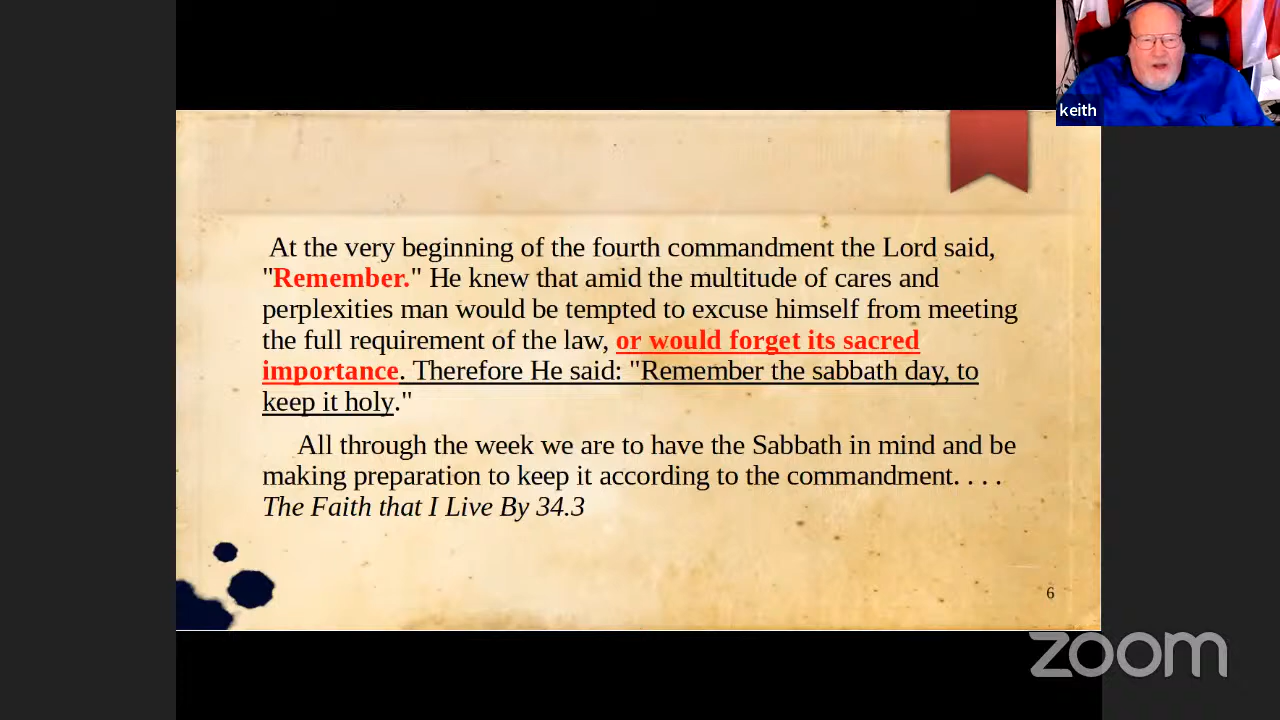 keith
At the very beginning of the fourth commandment the Lord said,
"Remember." He knew that amid the multitude of cares and
perplexities man would be tempted to excuse himself from meeting
the full requirement of the law, or would forget its sacred
importance. Therefore He said: "Remember the sabbath day, to
keep it holy."
All through the week we are to have the Sabbath in mind and be
making preparation to keep it according to the commandment. . . .
The Faith that I Live By 34.3
6
zoom